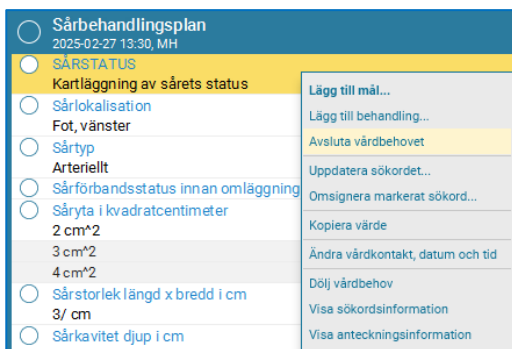 Sårbehandlingsplan
2025-02-27 13:30, MH
SÅRSTATUS
Kartläggning av sårets status
Sårlokalisation
Fot, vänster
Sårtyp
Arteriellt
Sårförbandsstatus innan omläggning
Såryta i kvadratcentimeter
2 cm^2
3 cm^2
4 cm^2
Sårstorlek längd x bredd i cm
3/ cm
Sårkavitet djup i cm
Lägg till mål...
Lägg till behandling...
Avsluta vårdbehovet
Uppdatera sökordet...
Omsignera markerat sökord...
Kopiera värde
Ändra vårdkontakt, datum och tid
Dölj vårdbehov
Visa sökordsinformation
Visa anteckningsinformation